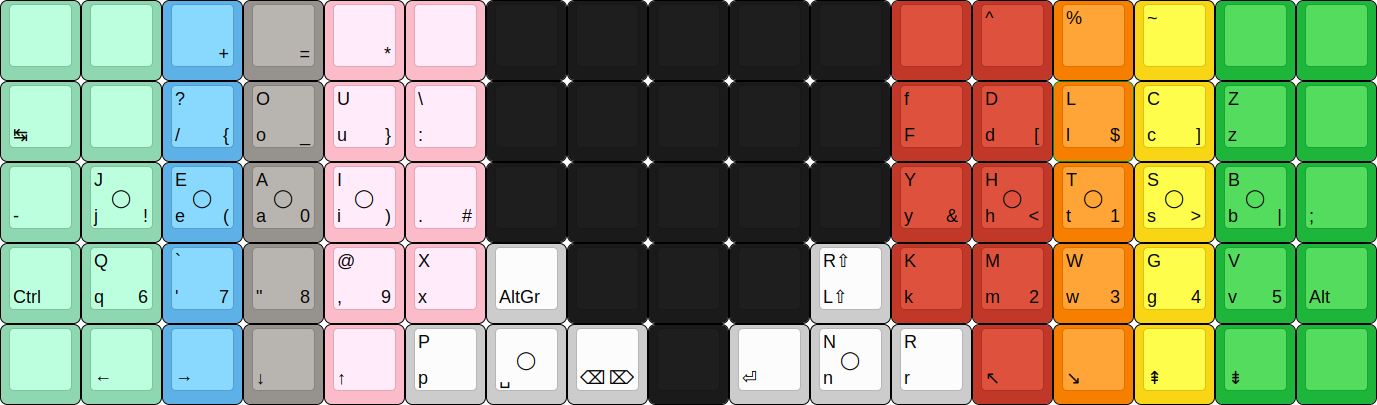 ^ % ~
+ = *
? O U \ f D L C Z
↹ / { o _ u } : F d [ l $ c ] z
J E A I Y H T S B
- j ! e ( a 0 i ) . # y & h < t 1 s > b | ;
Q ` @ X R⇧ K M W G V
Ctrl q 6 ' 7 " 8 , 9 x AltGr L⇧ k m 2 w 3 g 4 v 5 Alt
P N R
← → ↓ ↑ p ␣ ⌫ ⌦ ⏎ n r ↖ ↘ ⇞ ⇟